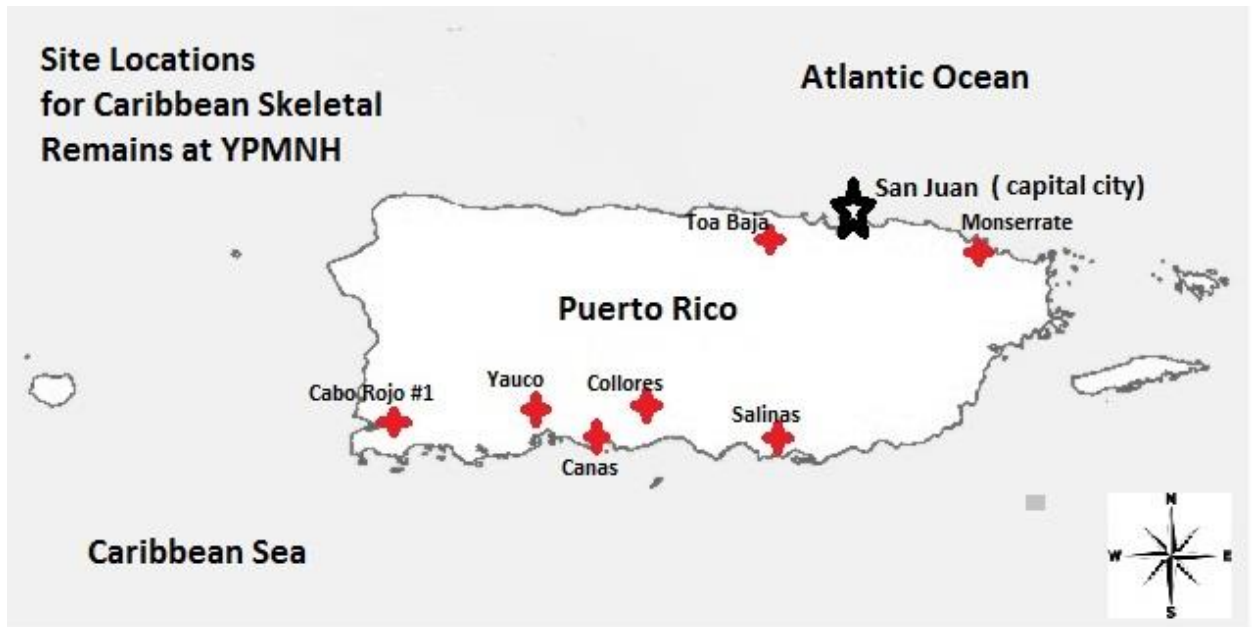 Site Locations
for Caribbean Skeletal
Remains at YPMNH
Atlantic Ocean
San Juan ( capital city)
Toa Baja
Monserrate
Puerto Rico
Cabo Rojo #1
Yauco
Collores
Salinas
Canas
Caribbean Sea
N
W
E
S